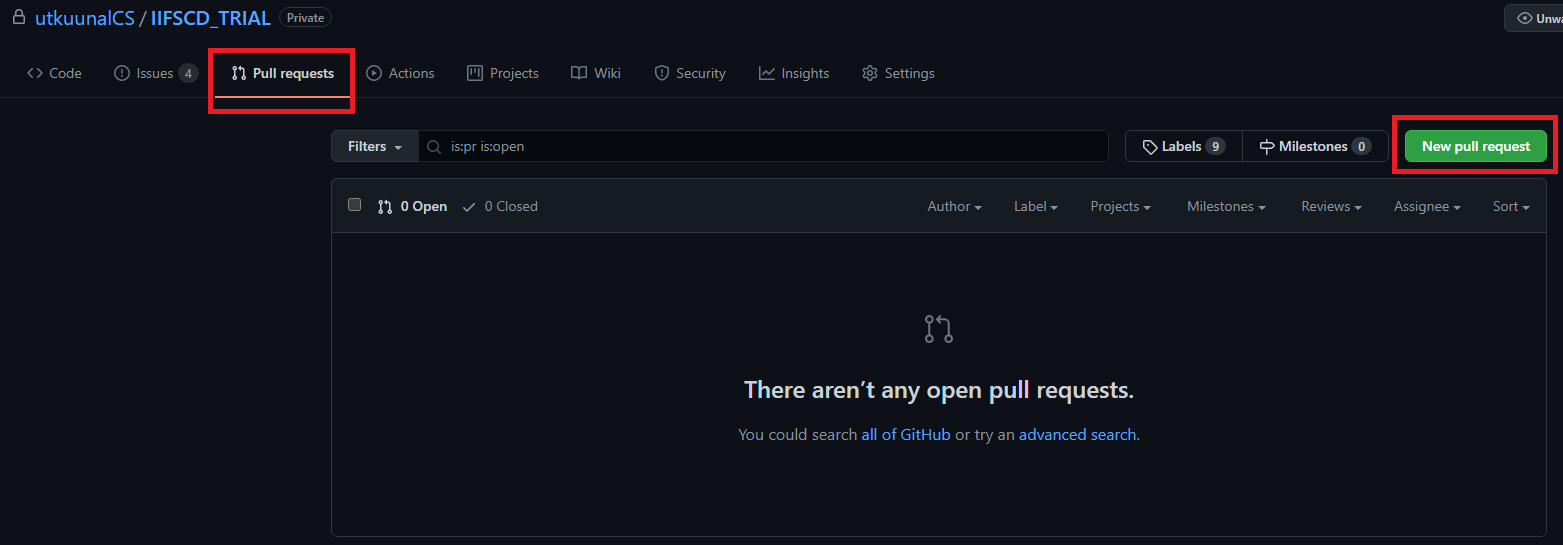 utkuunalCS / IIFSCD_TRIAL Private
Code Issues 4 Pull requests Actions Projects Wiki Security Insights Settings
Filters is:pr is:open Labels 9 Milestones 0 New pull request
0 Open 0 Closed Author Label Projects Milestones Reviews Assignee Sort
There aren’t any open pull requests.
You could search all of GitHub or try an advanced search.